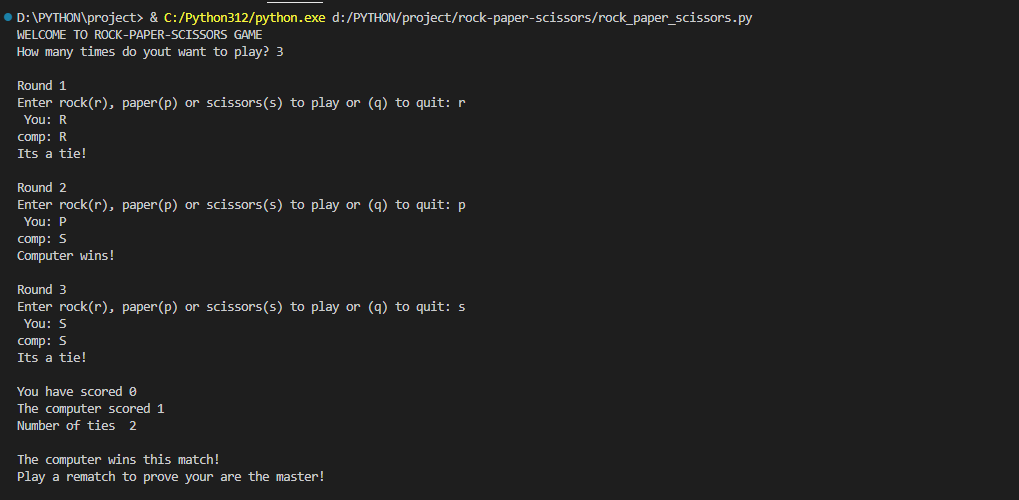 D:\PYTHON\project> & C:/Python312/python.exe d:/PYTHON/project/rock-paper-scissors/rock_paper_scissors.py
WELCOME TO ROCK-PAPER-SCISSORS GAME
How many times do yout want to play? 3

Round 1
Enter rock(r), paper(p) or scissors(s) to play or (q) to quit: r
 You: R
comp: R
Its a tie!

Round 2
Enter rock(r), paper(p) or scissors(s) to play or (q) to quit: p
 You: P
comp: S
Computer wins!

Round 3
Enter rock(r), paper(p) or scissors(s) to play or (q) to quit: s
 You: S
comp: S
Its a tie!

You have scored 0
The computer scored 1
Number of ties  2

The computer wins this match!
Play a rematch to prove your are the master!